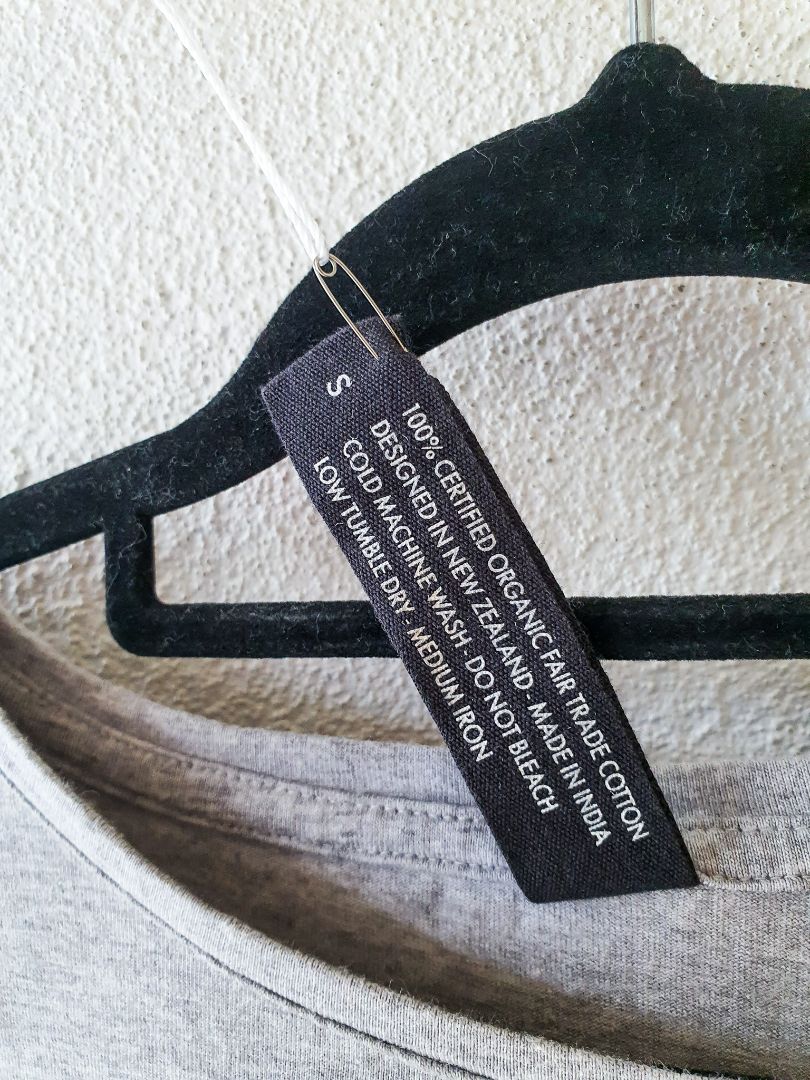 S
100% CERTIFIED ORGANIC FAIR TRADE COTTON
DESIGNED IN NEW ZEALAND - MADE IN INDIA
COLD MACHINE WASH - DO NOT BLEACH
LOW TUMBLE DRY - MEDIUM IRON